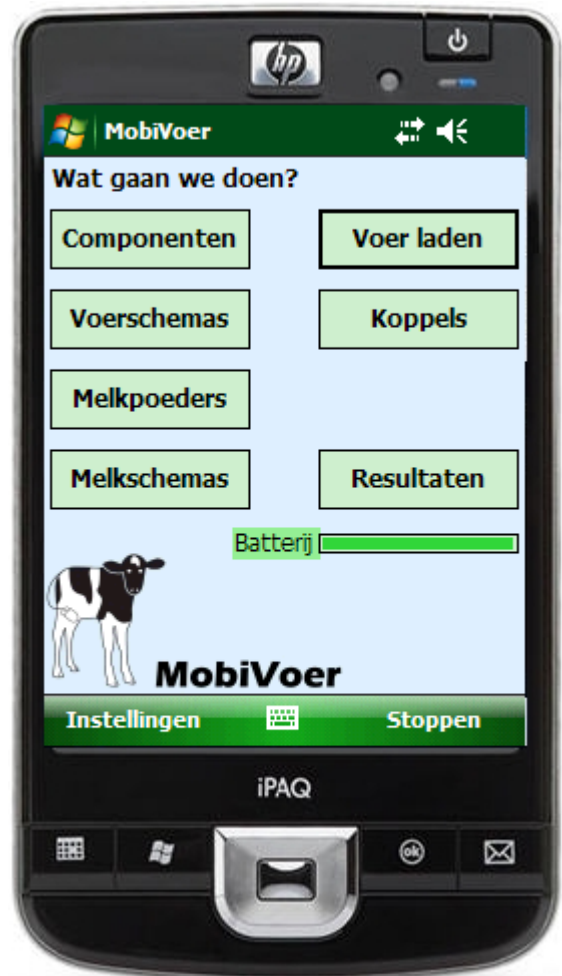 hp
MobiVoer
Wat gaan we doen?
Componenten
Voer laden
Voerschemas
Koppels
Melkpoeders
Melkschemas
Resultaten
Batterij
MobiVoer
Instellingen
Stoppen
iPAQ
ok